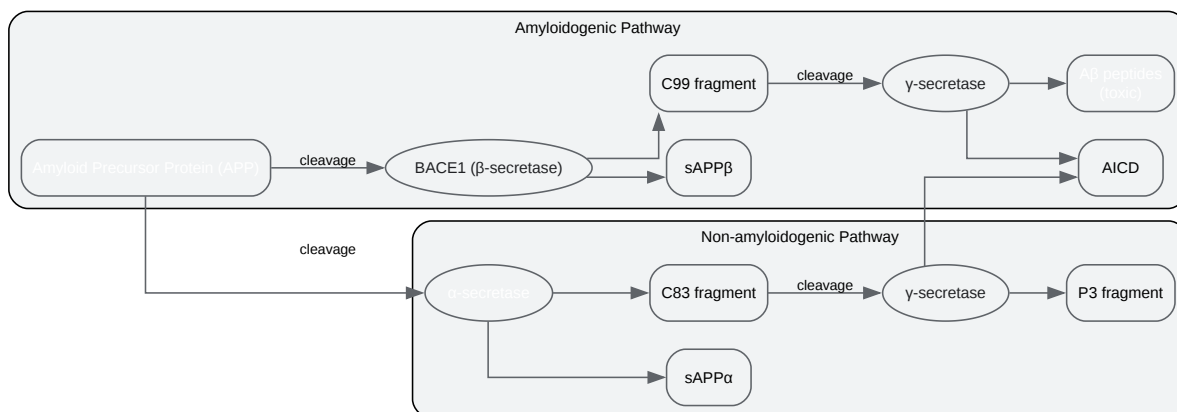 Amyloidogenic Pathway
C99 fragment
cleavage
γ-secretase
Aβ peptides
(toxic)
Amyloid Precursor Protein (APP)
cleavage
BACE1 (β-secretase)
sAPPβ
AICD
Non-amyloidogenic Pathway
cleavage
α-secretase
C83 fragment
cleavage
γ-secretase
P3 fragment
sAPPα